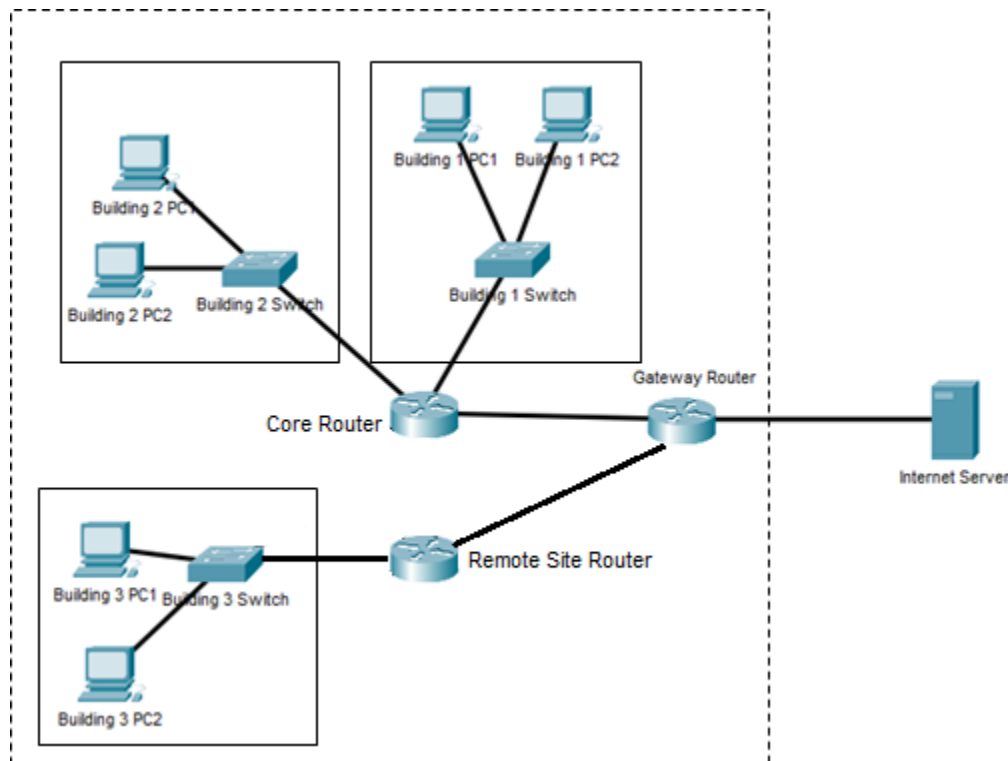 Building 1 PC1
Building 1 PC2
Building 2 PC1
Building 2 PC2
Building 2 Switch
Building 1 Switch
Gateway Router
Core Router
Internet Server
Remote Site Router
Building 3 PC1
Building 3 Switch
Building 3 PC2